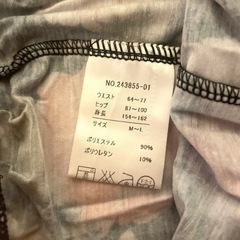 NO.243855-01
ウエスト 64~77
ヒップ 87~100
身長 154~162
サイズ M~L
ポリエステル 90%
ポリウレタン 10%